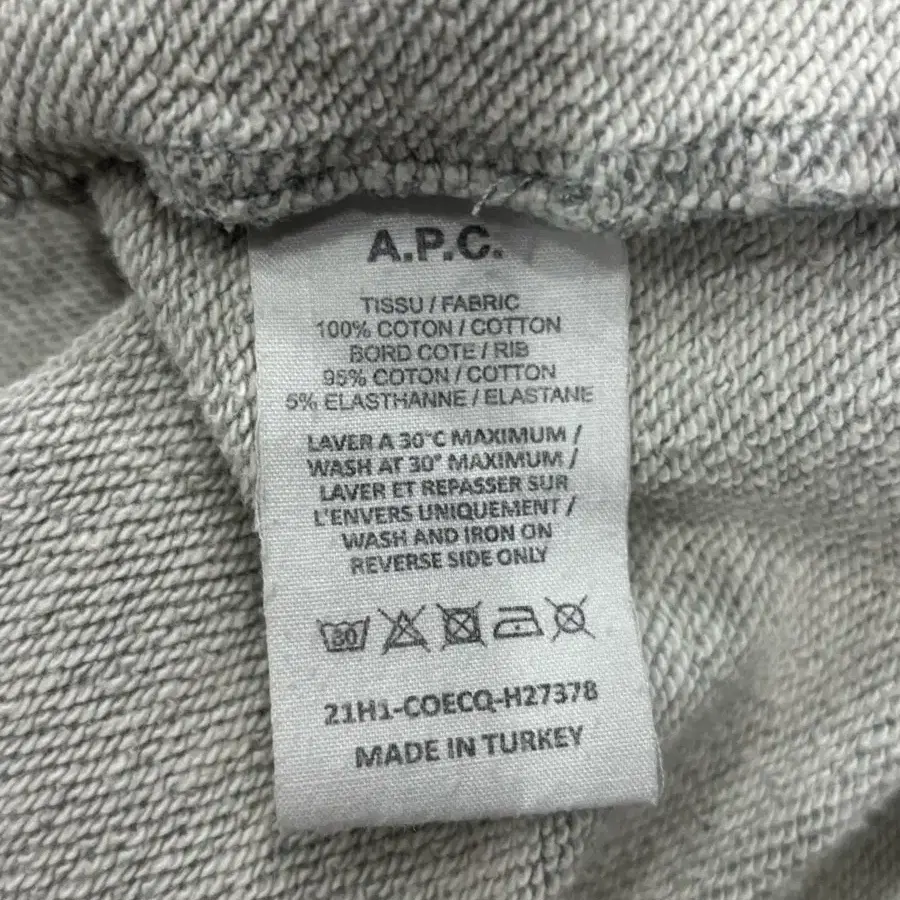 A.P.C.
TISSU / FABRIC
100% COTON / COTTON
BORD COTE / RIB
95% COTON / COTTON
5% ELASTHANNE / ELASTANE
LAVER A 30°C MAXIMUM /
WASH AT 30° MAXIMUM /
LAVER ET REPASSER SUR
L'ENVERS UNIQUEMENT /
WASH AND IRON ON
REVERSE SIDE ONLY
30
21H1-COECQ-H27378
MADE IN TURKEY